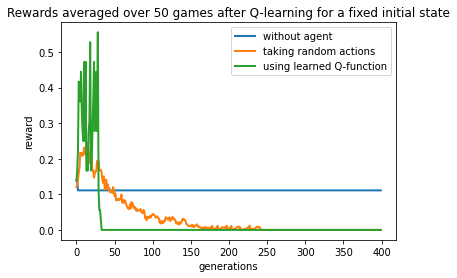 Rewards averaged over 50 games after Q-learning for a fixed initial state
without agent
taking random actions
using learned Q-function
reward
0.5
0.4
0.3
0.2
0.1
0.0
0 50 100 150 200 250 300 350 400
generations